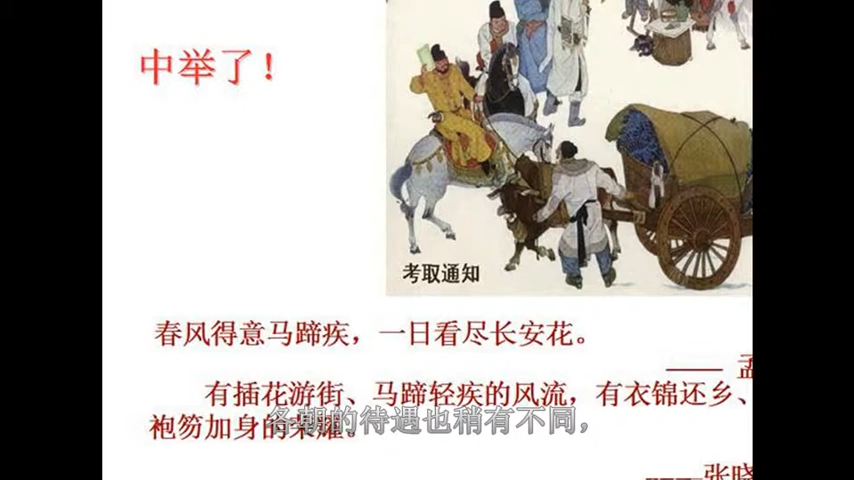 中举了！
考取通知
春风得意马蹄疾，一日看尽长安花。
—— 孟
有插花游街、马蹄轻疾的风流，有衣锦还乡、
袍笏加身的荣耀。
各朝的待遇也稍有不同，
----张晓